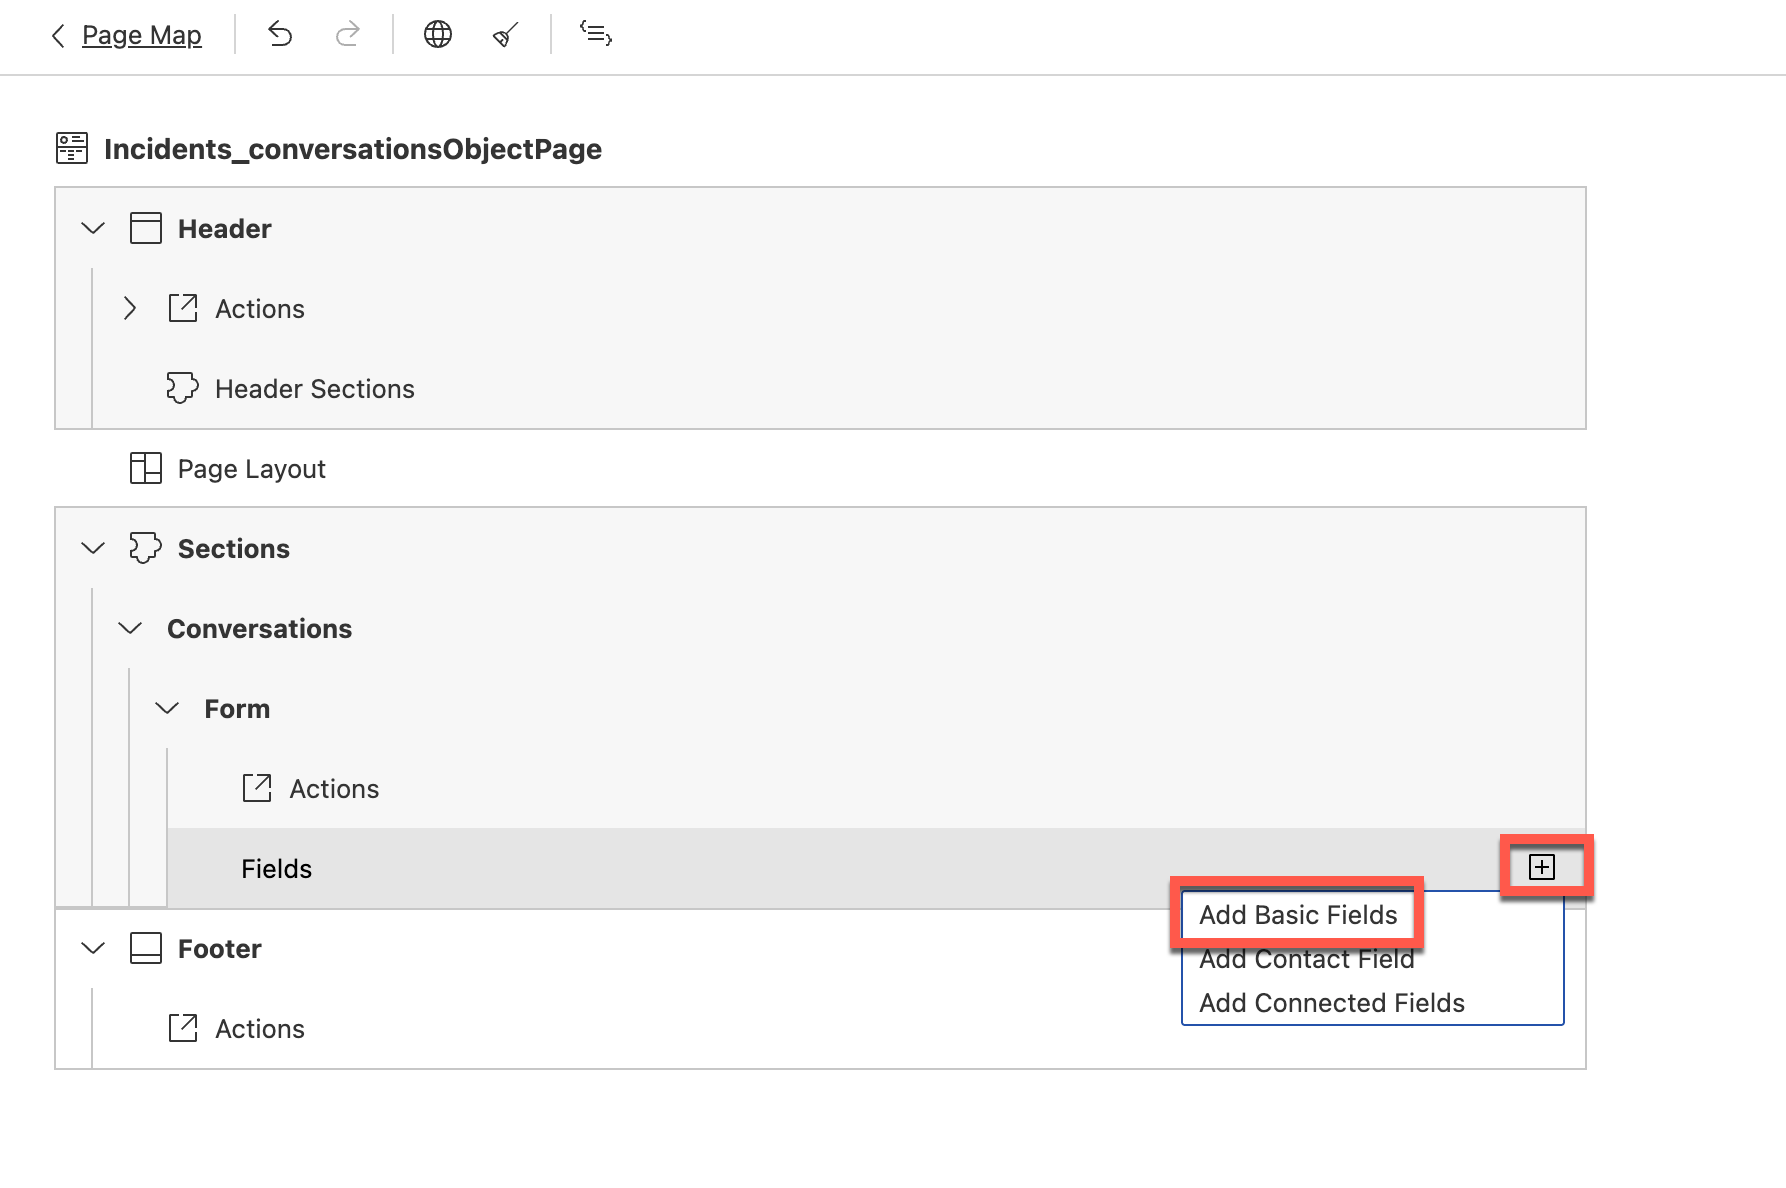 Page Map
Incidents_conversationsObjectPage
Header
Actions
Header Sections
Page Layout
Sections
Conversations
Form
Actions
Fields
Add Basic Fields
Add Contact Field
Add Connected Fields
Footer
Actions